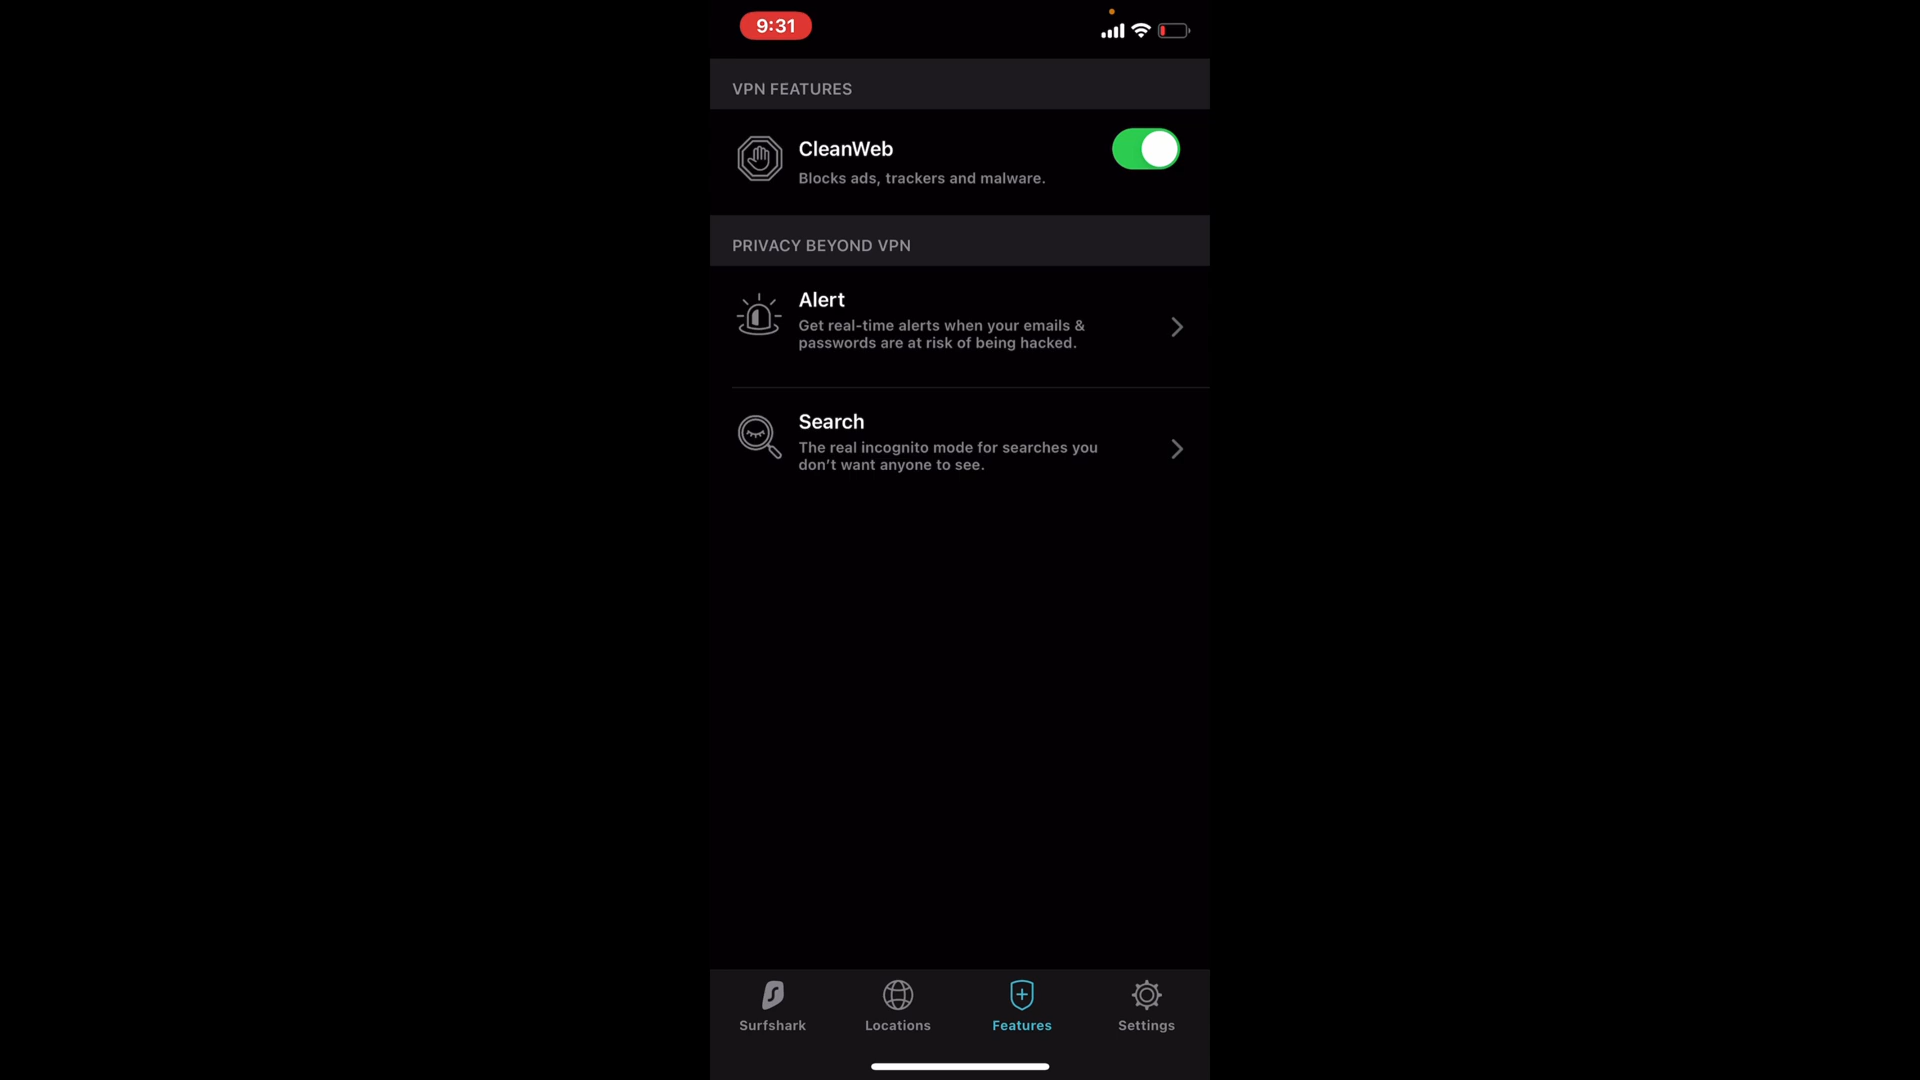 9:31
VPN FEATURES
CleanWeb
Blocks ads, trackers and malware.
PRIVACY BEYOND VPN
Alert
Get real-time alerts when your emails &
passwords are at risk of being hacked.
Search
The real incognito mode for searches you
don’t want anyone to see.
Surfshark
Locations
Features
Settings